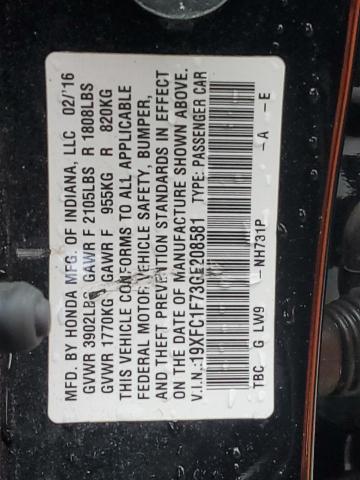 MFG. BY HONDA MFG. OF INDIANA, LLC 02/'16
GVWR 3902LBS GAWR F 2105LBS R 1808LBS
GVWR 1770KG GAWR F 955KG R 820KG
THIS VEHICLE CONFORMS TO ALL APPLICABLE
FEDERAL MOTOR VEHICLE SAFETY, BUMPER,
AND THEFT PREVENTION STANDARDS IN EFFECT
ON THE DATE OF MANUFACTURE SHOWN ABOVE.
V.I.N.:19XFC1F73GE208581 TYPE: PASSENGER CAR
NH731P -A -E
TBC G LW9